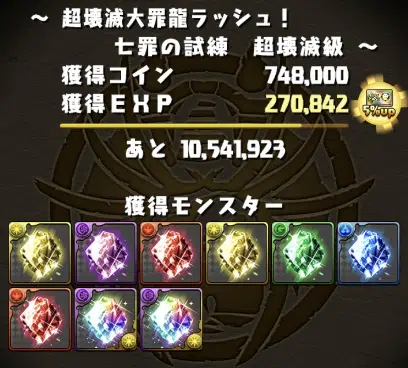 ～ 超壊滅大罪龍ラッシュ！
七罪の試練 超壊滅級 ～
獲得コイン 748,000
獲得ＥＸＰ 270,842
5%up
あと 10,541,923
獲得モンスター